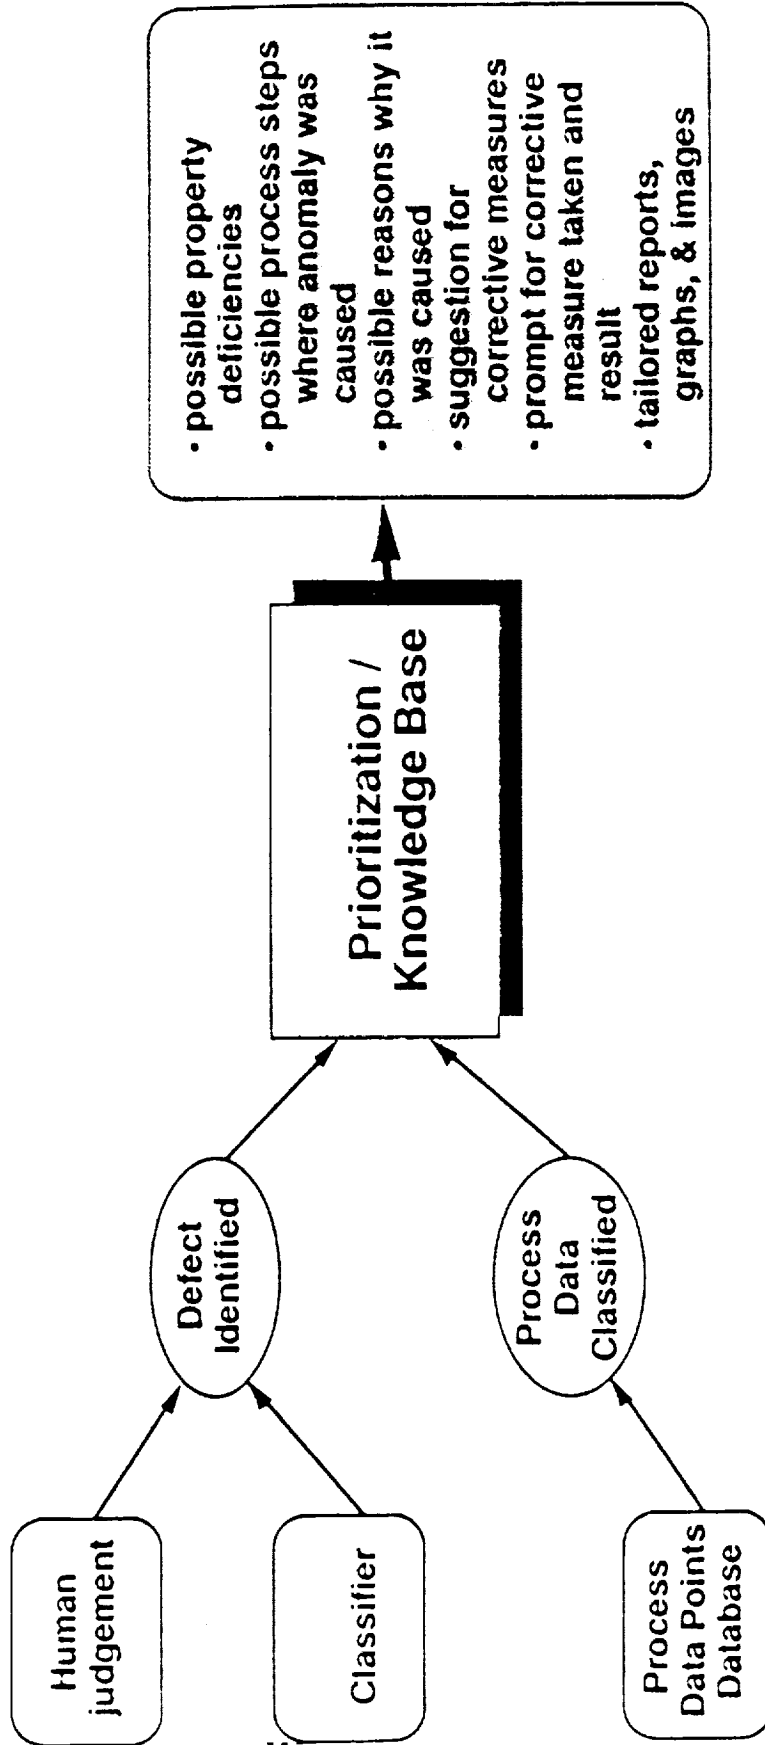 Human
judgement
Classifier
Process
Data Points
Database
Defect
Identified
Process
Data
Classified
Prioritization /
Knowledge Base
• possible property
deficiencies
• possible process steps
where anomaly was
caused
• possible reasons why it
was caused
• suggestion for
corrective measures
• prompt for corrective
measure taken and
result
• tailored reports,
graphs, & images